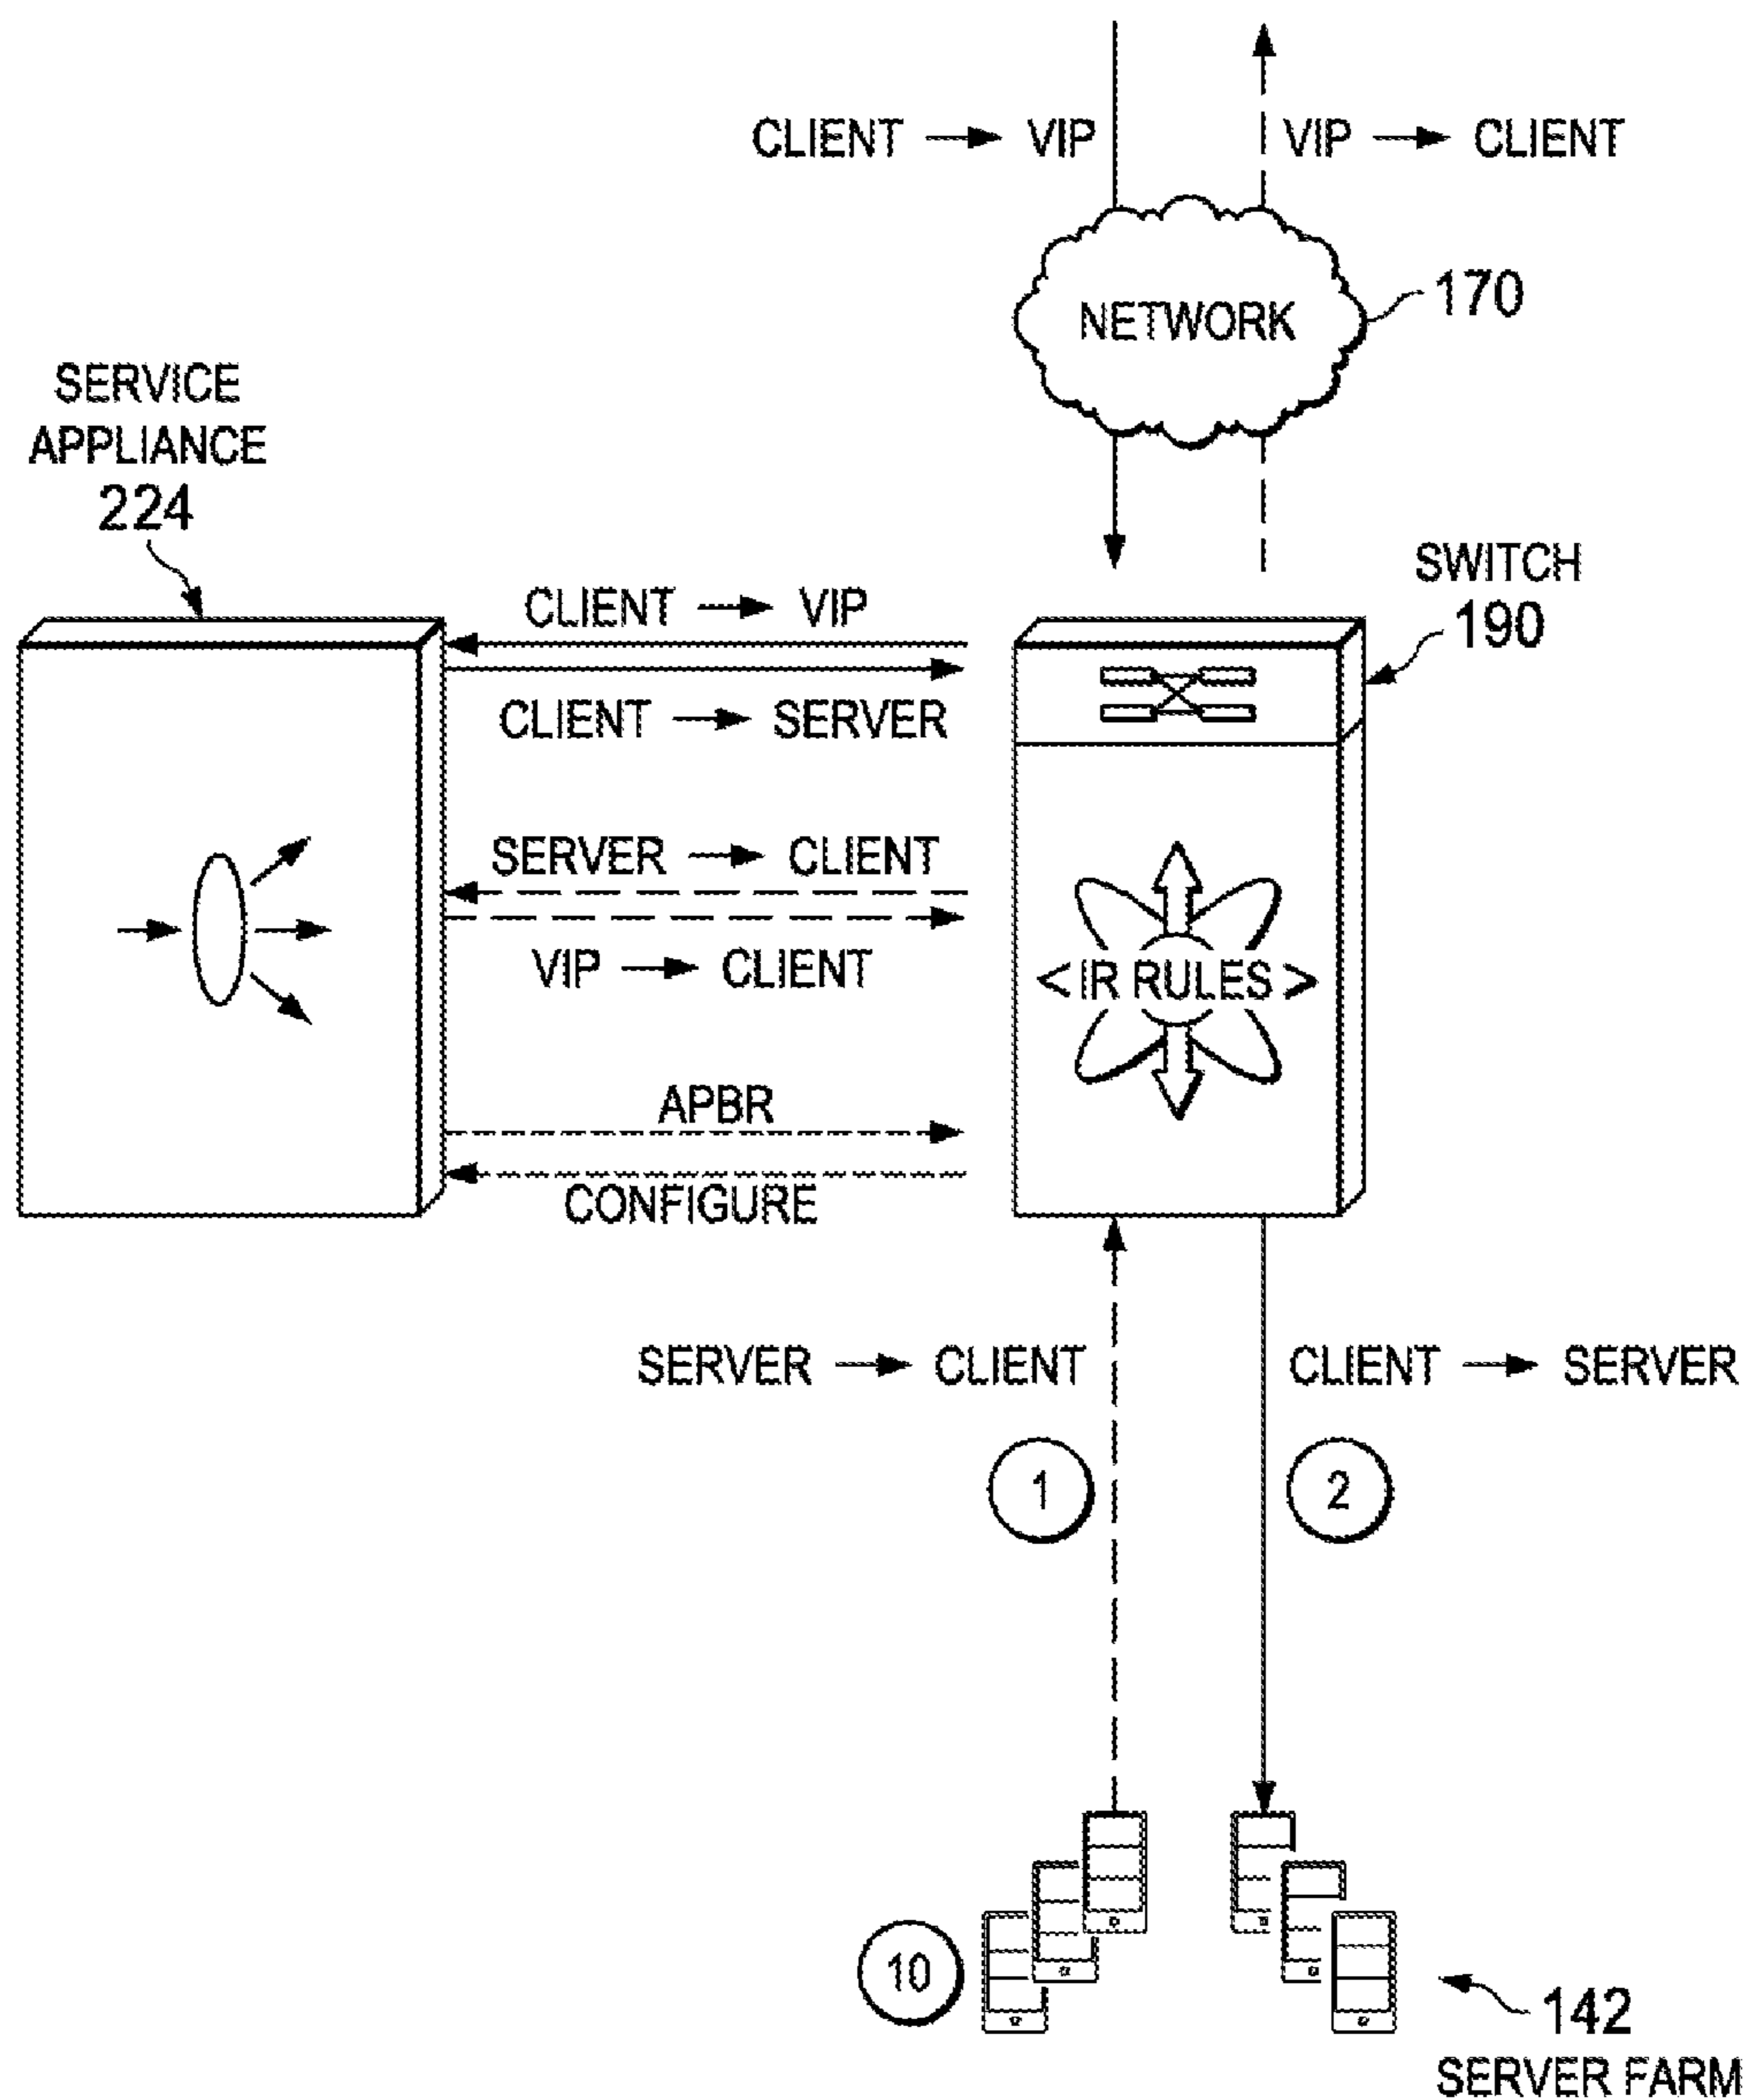 CLIENT → VIP
VIP → CLIENT
NETWORK
170
SERVICE
APPLIANCE
224
SWITCH
190
CLIENT → VIP
CLIENT → SERVER
SERVER → CLIENT
VIP → CLIENT
< IR RULES >
APBR
CONFIGURE
SERVER → CLIENT
CLIENT → SERVER
1
2
10
142
SERVER FARM